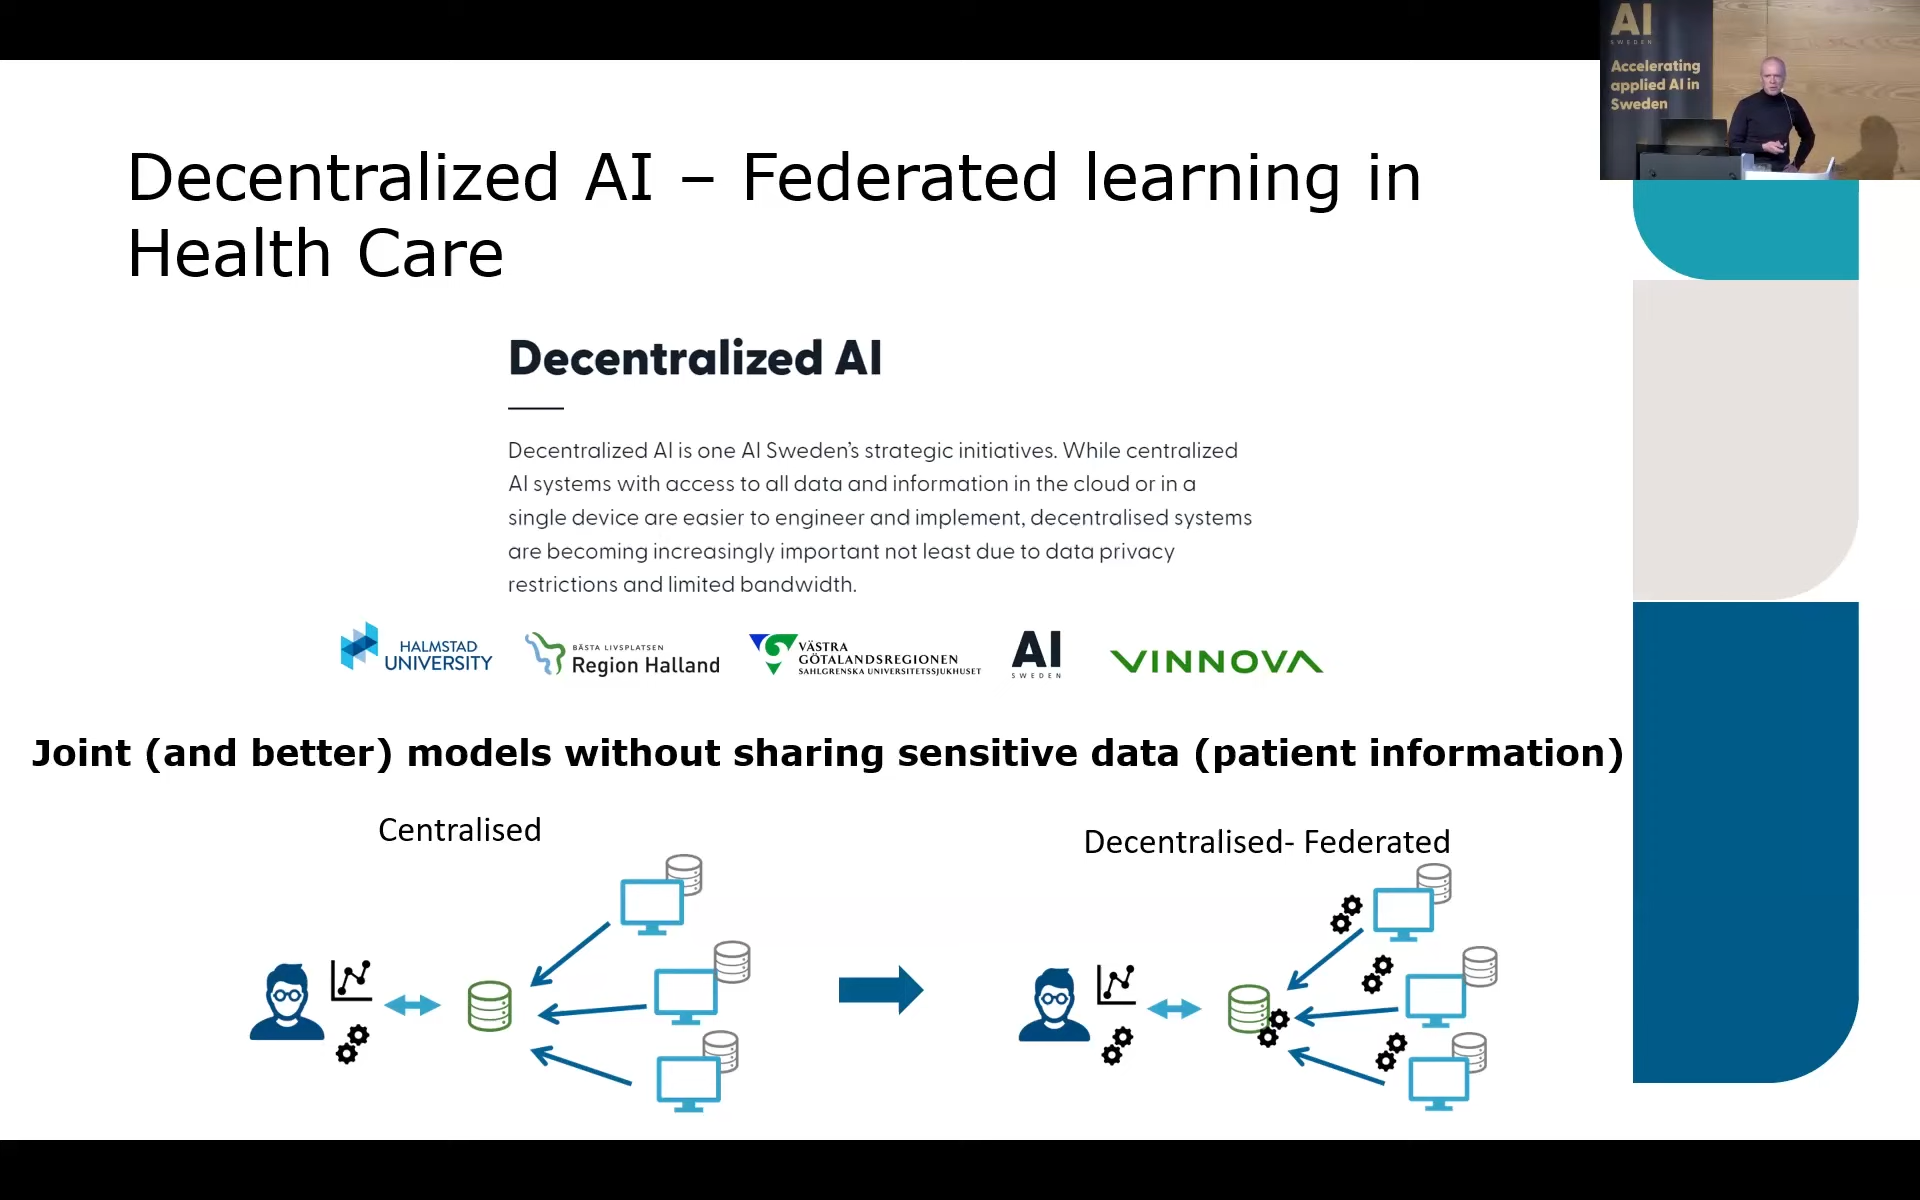 AI
SWEDEN
Accelerating
applied AI in
Sweden
Decentralized AI – Federated learning in
Health Care
Decentralized AI
Decentralized AI is one AI Sweden's strategic initiatives. While centralized
AI systems with access to all data and information in the cloud or in a
single device are easier to engineer and implement, decentralised systems
are becoming increasingly important not least due to data privacy
restrictions and limited bandwidth.
HALMSTAD
UNIVERSITY
BÄSTA LIVSPLATSEN
Region Halland
VÄSTRA
GÖTALANDSREGIONEN
SAHLGRENSKA UNIVERSITETSSJUKHUSET
AI
SWEDEN
VINNOVA
Joint (and better) models without sharing sensitive data (patient information)
Centralised
Decentralised- Federated